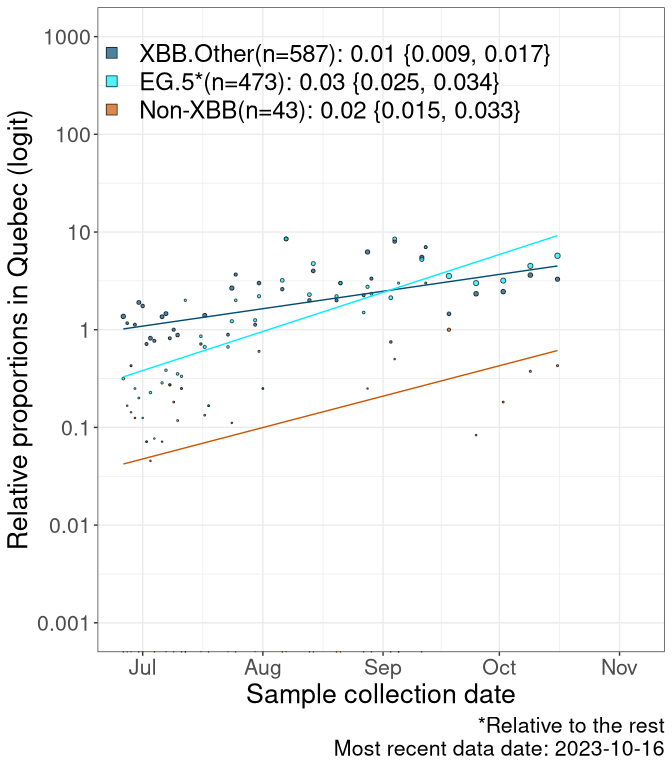 Relative proportions in Quebec (logit)
1000
100
10
1
0.1
0.01
0.001
XBB.Other(n=587): 0.01 {0.009, 0.017}
EG.5*(n=473): 0.03 {0.025, 0.034}
Non-XBB(n=43): 0.02 {0.015, 0.033}
Jul Aug Sep Oct Nov
Sample collection date
*Relative to the rest
Most recent data date: 2023-10-16